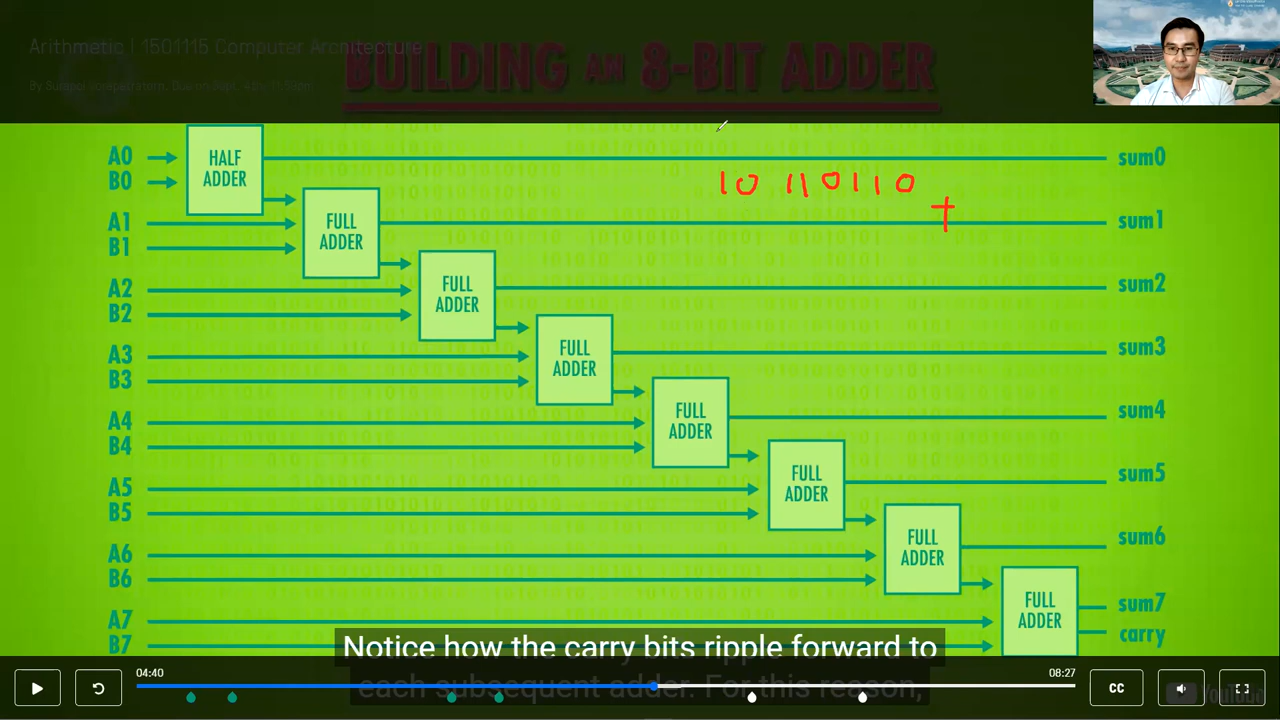 Arithmetic | 1501115 Computer Architecture
BUILDING AN 8-BIT ADDER
A0
B0
HALF
ADDER
sum0
10 110110
+
A1
B1
FULL
ADDER
sum1
A2
B2
FULL
ADDER
sum2
A3
B3
FULL
ADDER
sum3
A4
B4
FULL
ADDER
sum4
A5
B5
FULL
ADDER
sum5
A6
B6
FULL
ADDER
sum6
A7
B7
FULL
ADDER
sum7
carry
Notice how the carry bits ripple forward to
each subsequent adder. For this reason,
04:40
08:27
CC
YouTube